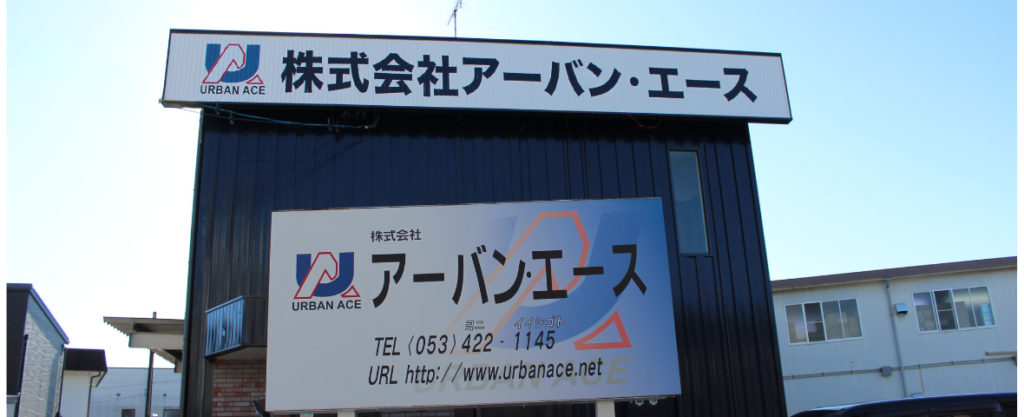 URBAN ACE
株式会社アーバン・エース
株式会社
アーバン・エース
URBAN ACE
ヨニ イイシゴト
TEL (053) 422 - 1145
URL http://www.urbanace.net
URBAN ACE